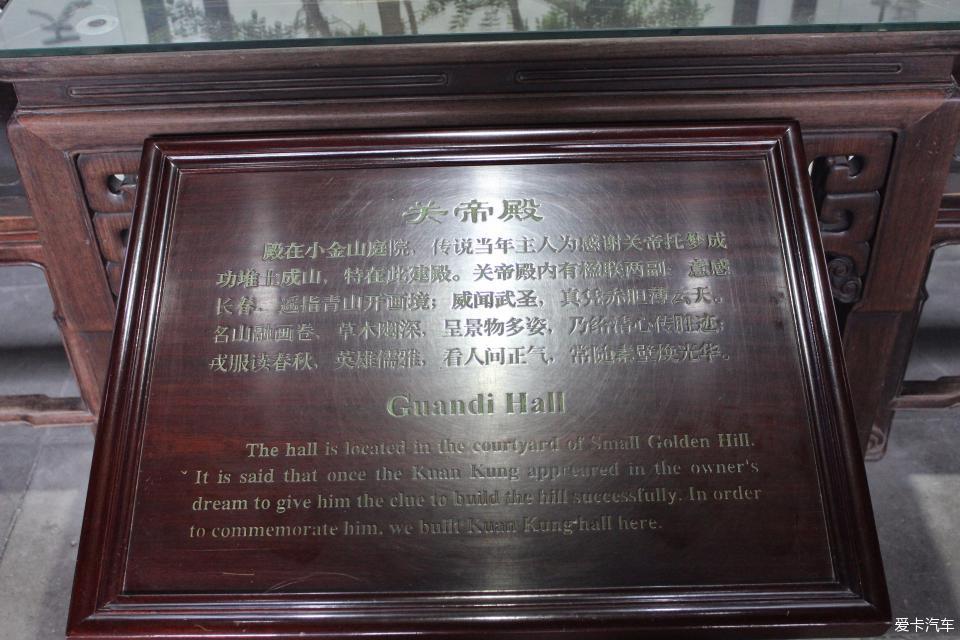 关帝殿
殿在小金山庭院,传说当年主人为感谢关帝托梦成
功堆土成山,特在此建殿。关帝殿内有楹联两副:意感
长春、遥指青山开画境;威闻武圣,真凭赤胆薄云天。
名山融画卷、草木幽深,呈景物多姿,乃给清心传胜迹;
戎服读春秋,英雄儒雅,看人间正气,常随素壁焕光华。
Guandi Hall
The hall is located in the courtyard of Small Golden Hill.
It is said that once the Kuan Kung appreured in the owner's
dream to give him the clue to build the hill successfully. In order
to commemorate him, we built Kuan Kung hall here.
爱卡汽车